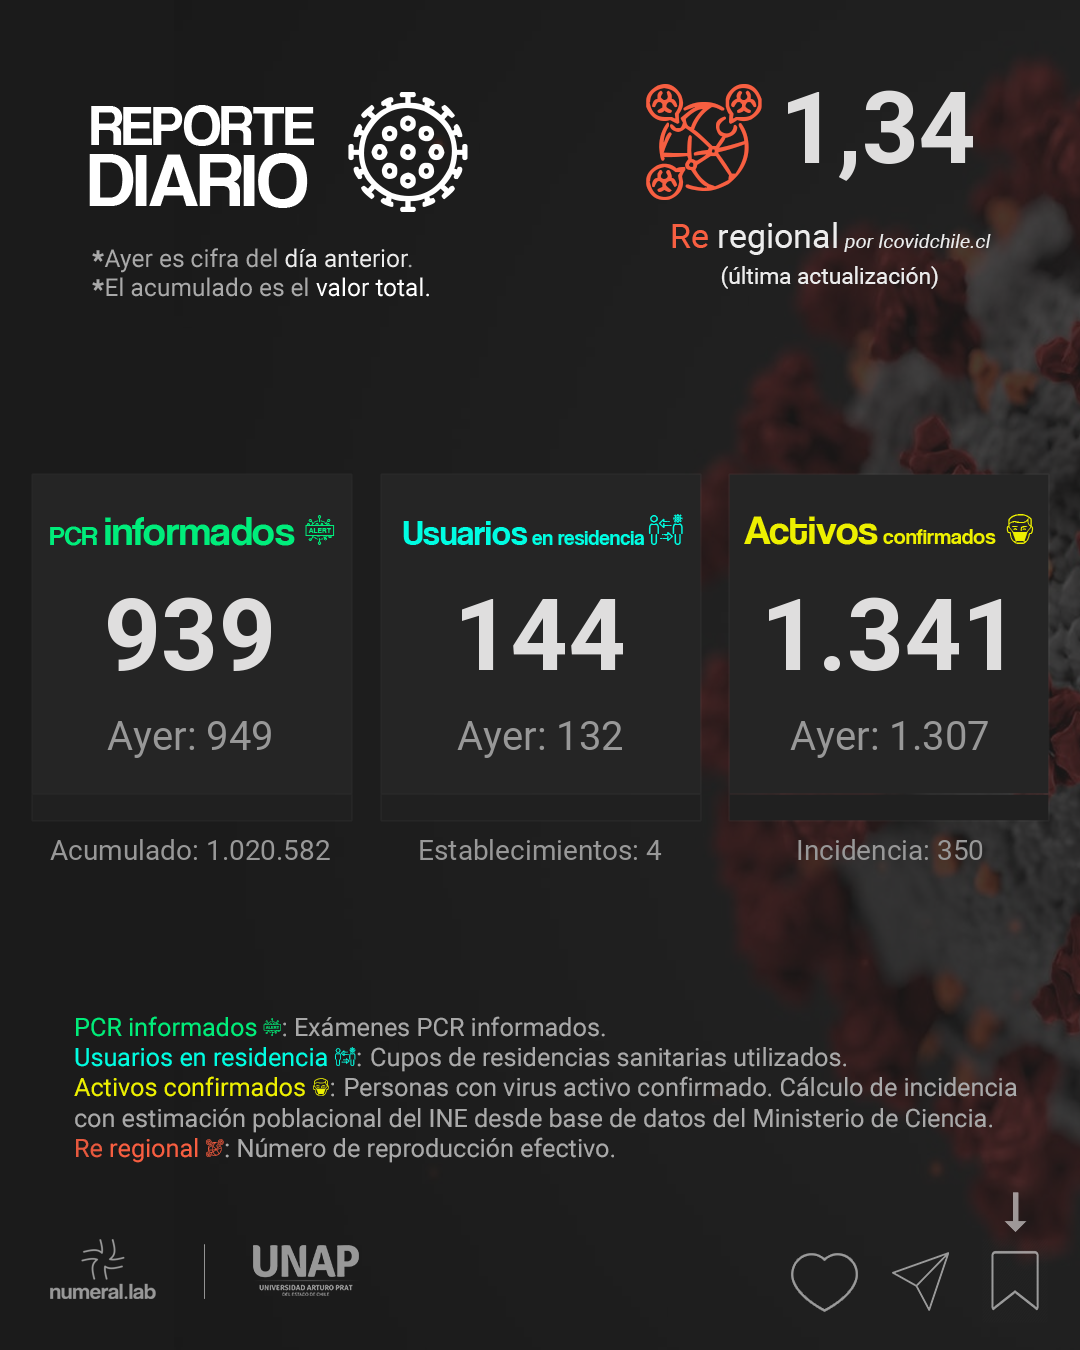 REPORTE
DIARIO
*Ayer es cifra del día anterior.
*El acumulado es el valor total.
1,34
Re regional por Icovidchile.cl
(última actualización)
PCR informados ALERT
939
Ayer: 949
Acumulado: 1.020.582
Usuarios en residencia
144
Ayer: 132
Establecimientos: 4
Activos confirmados
1.341
Ayer: 1.307
Incidencia: 350
PCR informados ALERT: Exámenes PCR informados.
Usuarios en residencia : Cupos de residencias sanitarias utilizados.
Activos confirmados : Personas con virus activo confirmado. Cálculo de incidencia
con estimación poblacional del INE desde base de datos del Ministerio de Ciencia.
Re regional : Número de reproducción efectivo.
numeral.lab
UNAP
UNIVERSIDAD ARTURO PRAT
DEL ESTADO DE CHILE